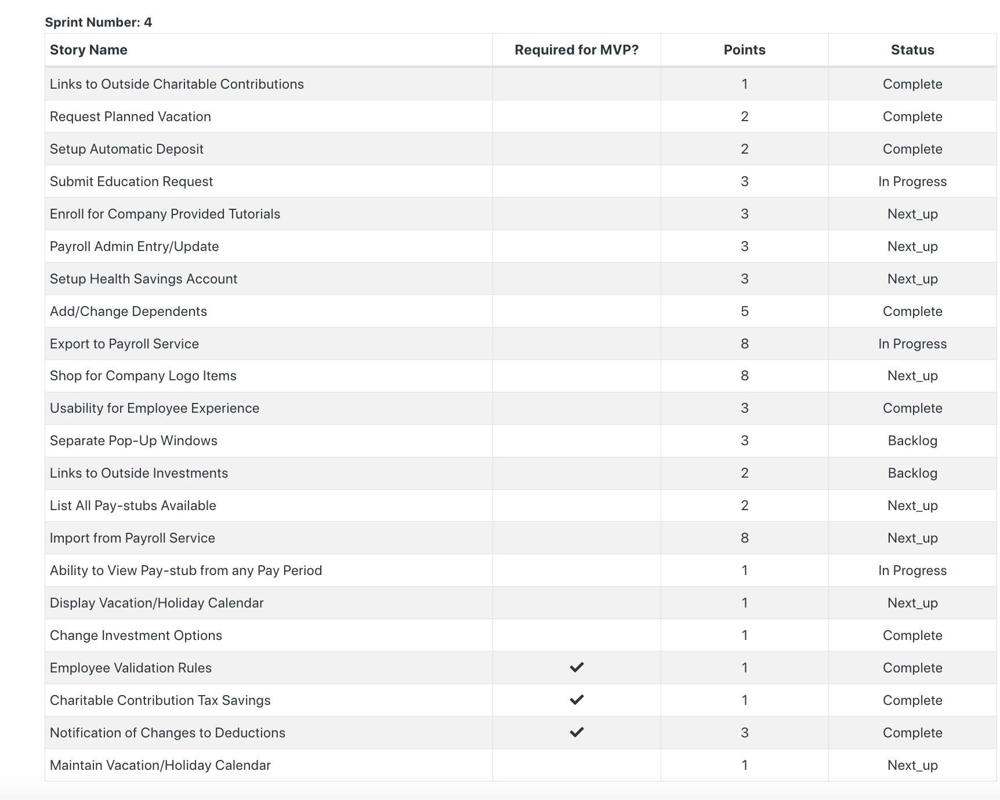 Sprint Number: 4
Story Name Required for MVP? Points Status
Links to Outside Charitable Contributions 1 Complete
Request Planned Vacation 2 Complete
Setup Automatic Deposit 2 Complete
Submit Education Request 3 In Progress
Enroll for Company Provided Tutorials 3 Next_up
Payroll Admin Entry/Update 3 Next_up
Setup Health Savings Account 3 Next_up
Add/Change Dependents 5 Complete
Export to Payroll Service 8 In Progress
Shop for Company Logo Items 8 Next_up
Usability for Employee Experience 3 Complete
Separate Pop-Up Windows 3 Backlog
Links to Outside Investments 2 Backlog
List All Pay-stubs Available 2 Next_up
Import from Payroll Service 8 Next_up
Ability to View Pay-stub from any Pay Period 1 In Progress
Display Vacation/Holiday Calendar 1 Next_up
Change Investment Options 1 Complete
Employee Validation Rules ✔ 1 Complete
Charitable Contribution Tax Savings ✔ 1 Complete
Notification of Changes to Deductions ✔ 3 Complete
Maintain Vacation/Holiday Calendar 1 Next_up